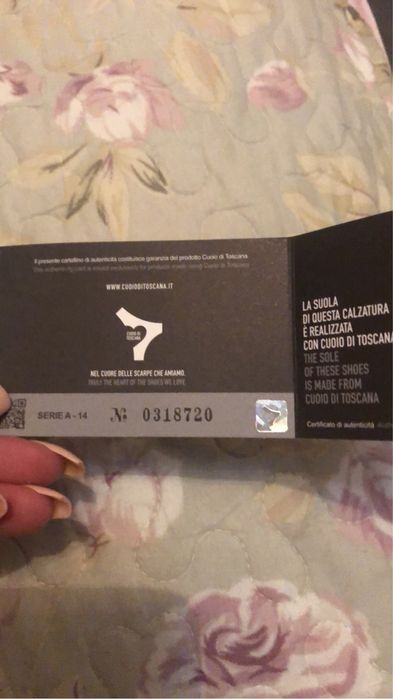 Il presente cartellino di autenticità costituisce garanzia del prodotto Cuoio di Toscana
This authenticity card is issued exclusively for products made using Cuoio di Toscana
WWW.CUOIODITOSCANA.IT
CUOIO DI
TOSCANA
NEL CUORE DELLE SCARPE CHE AMIAMO.
TRULY THE HEART OF THE SHOES WE LOVE.
SERIE A - 14 № 0318720
LA SUOLA
DI QUESTA CALZATURA
È REALIZZATA
CON CUOIO DI TOSCANA
THE SOLE
OF THESE SHOES
IS MADE FROM
CUOIO DI TOSCANA
Certificato di autenticità